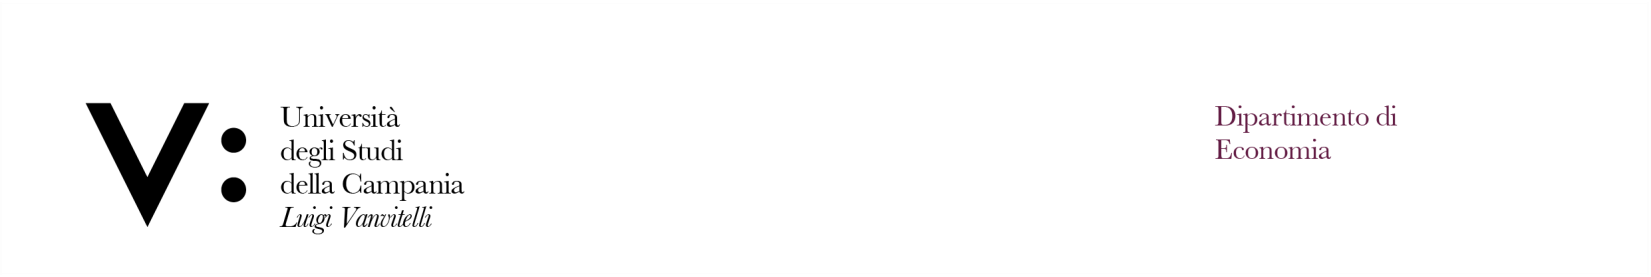 V:
Università
degli Studi
della Campania
Luigi Vanvitelli
Dipartimento di
Economia